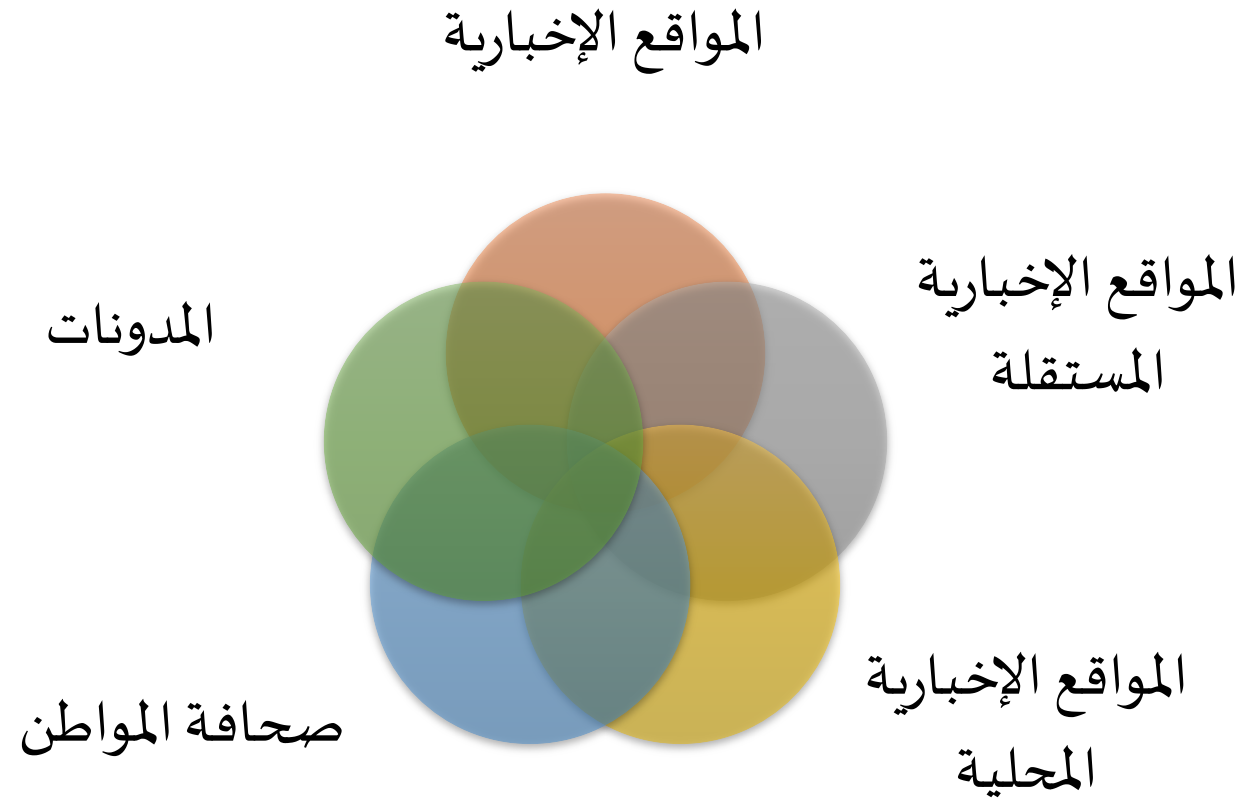 المواقع الإخبارية
المواقع الإخبارية
المستقلة
المواقع الإخبارية
المحلية
صحافة المواطن
المدونات